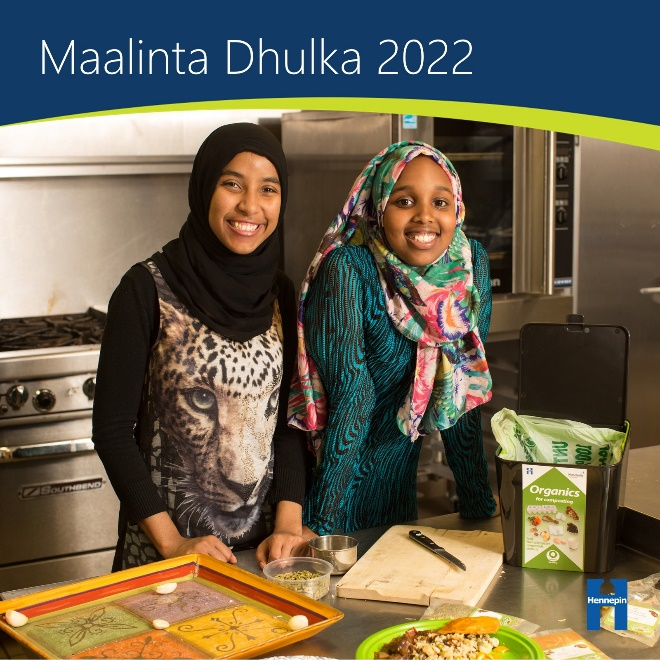 Maalinta Dhulka 2022
SOUTHBEND
Organics
for composting
Hennepin